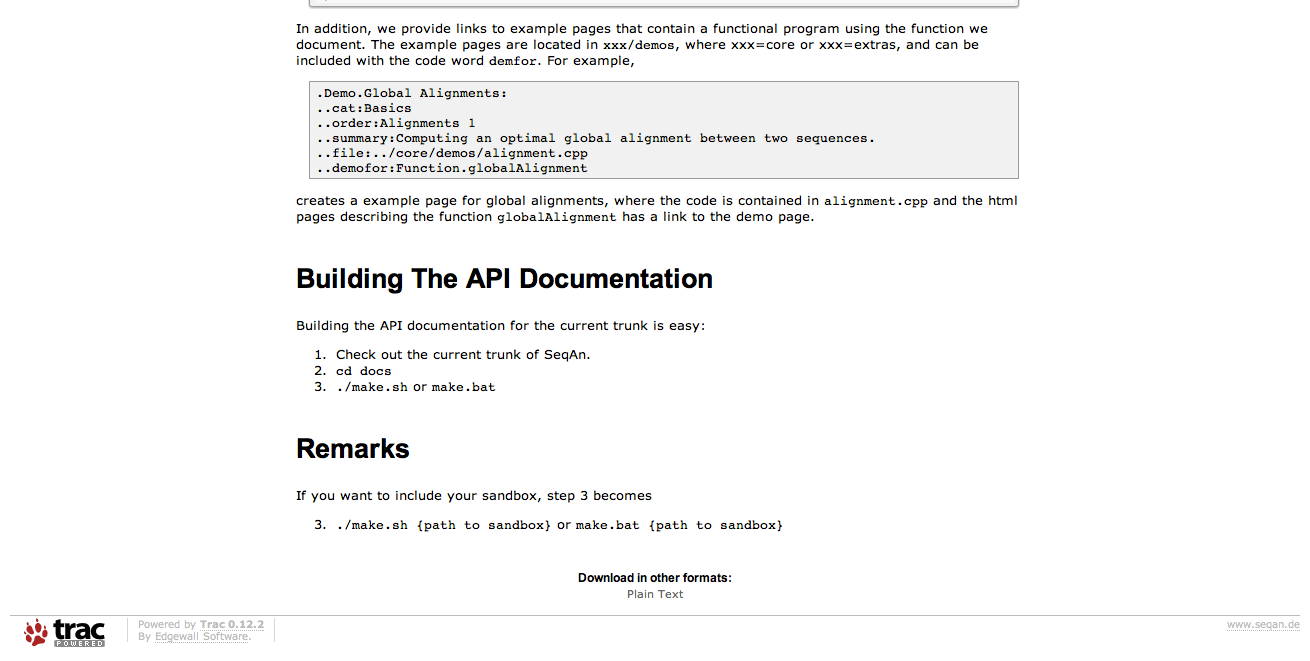 In addition, we provide links to example pages that contain a functional program using the function we
document. The example pages are located in xxx/demos, where xxx=core or xxx=extras, and can be
included with the code word demfor. For example,
.Demo.Global Alignments:
..cat:Basics
..order:Alignments 1
..summary:Computing an optimal global alignment between two sequences.
..file:../core/demos/alignment.cpp
..demofor:Function.globalAlignment
creates a example page for global alignments, where the code is contained in alignment.cpp and the html
pages describing the function globalAlignment has a link to the demo page.
Building The API Documentation
Building the API documentation for the current trunk is easy:
1. Check out the current trunk of SeqAn.
2. cd docs
3. ./make.sh or make.bat
Remarks
If you want to include your sandbox, step 3 becomes
3. ./make.sh {path to sandbox} or make.bat {path to sandbox}
Download in other formats:
Plain Text
trac
POWERED
Powered by Trac 0.12.2
By Edgewall Software.
www.seqan.de